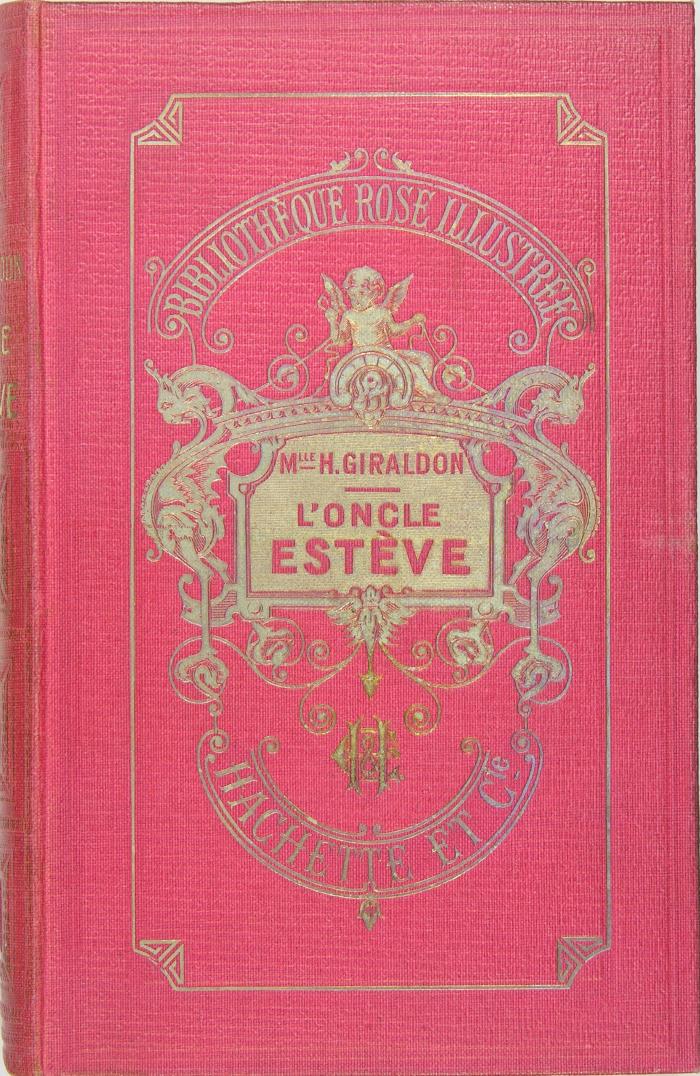 BIBLIOTHÈQUE ROSE ILLUSTRÉE
MLLE H. GIRALDON
L'ONCLE
ESTÈVE
H&C
HACHETTE ET Cie